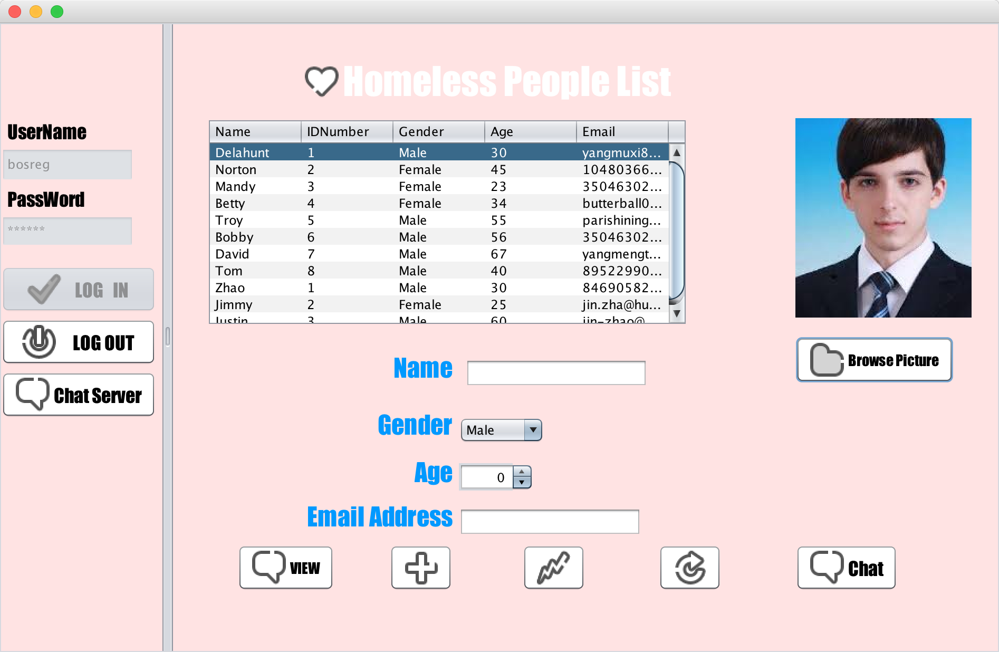 Homeless People List
UserName
bosreg
PassWord
******
LOG IN
LOG OUT
Chat Server
Name IDNumber Gender Age Email
Delahunt 1 Male 30 yangmuxi8...
Norton 2 Female 45 10480366...
Mandy 3 Female 23 35046302...
Betty 4 Female 34 butterball0...
Troy 5 Male 55 parishining...
Bobby 6 Male 56 35046302...
David 7 Male 67 yangmengt...
Tom 8 Male 40 89522990...
Zhao 1 Male 30 84690582...
Jimmy 2 Female 25 jin.zha@hu...
Justin 3 Male 60 jin-zhao@...
Browse Picture
Name
Gender Male
Age 0
Email Address
VIEW
Chat